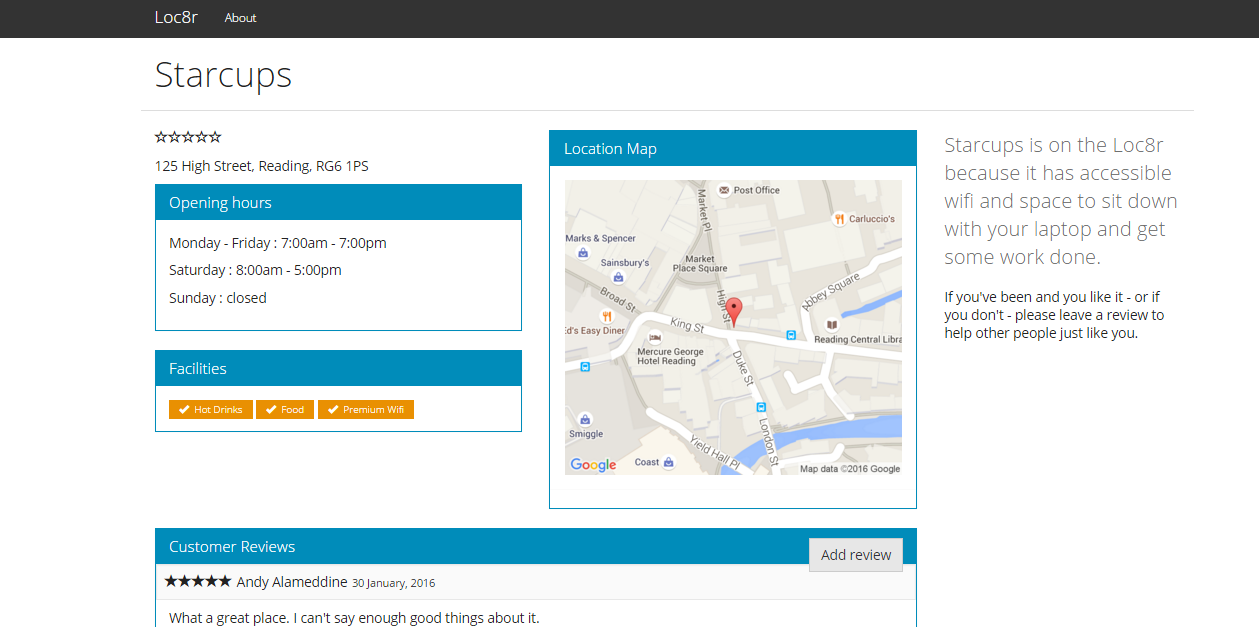 Loc8r About
Starcups
☆☆☆☆☆
125 High Street, Reading, RG6 1PS
Opening hours
Monday - Friday : 7:00am - 7:00pm
Saturday : 8:00am - 5:00pm
Sunday : closed
Facilities
✔ Hot Drinks ✔ Food ✔ Premium Wifi
Location Map
Post Office
Market Pl
Carluccio's
Marks & Spencer
Sainsbury's
Market
Place Square
High St
Abbey Square
Broad St
Ed's Easy Diner
King St
Reading Central Libra
Mercure George
Hotel Reading
Duke St
Smiggle
London St
Yield Hall Pl
Coast
Google
Map data ©2016 Google
Starcups is on the Loc8r
because it has accessible
wifi and space to sit down
with your laptop and get
some work done.
If you've been and you like it - or if
you don't - please leave a review to
help other people just like you.
Customer Reviews
Add review
★★★★★ Andy Alameddine 30 January, 2016
What a great place. I can't say enough good things about it.